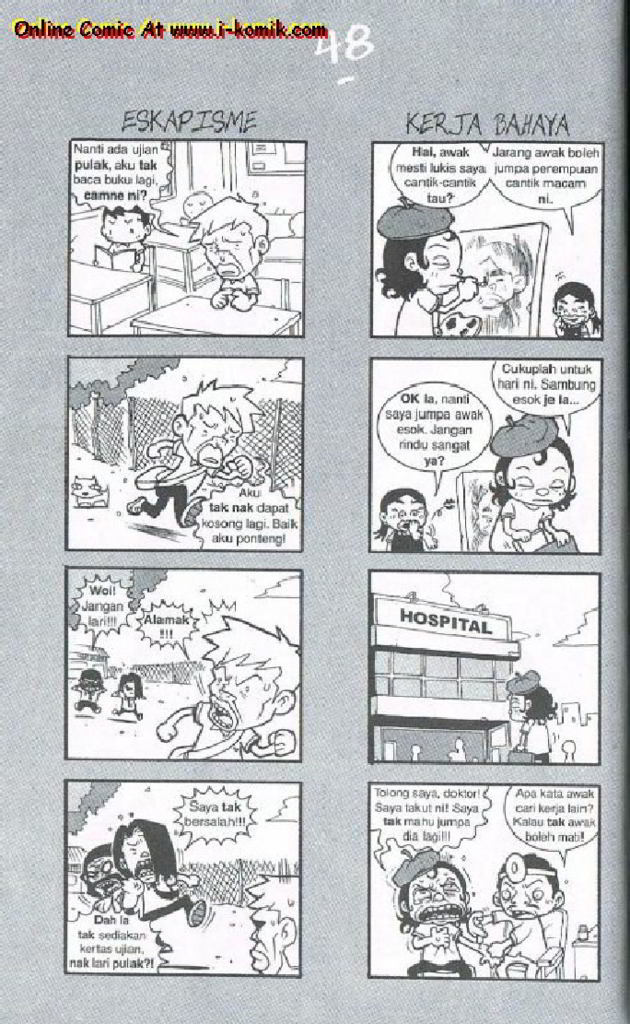 Online Comic At www.i-komik.com
48
ESKAPISME
Nanti ada ujian
pulak, aku tak
baca buku lagi,
camne ni?
Aku
tak nak dapat
kosong lagi. Baik
aku ponteng!
Woi!
Jangan
lari!!!
Alamak
!!!
Saya tak
bersalah!!!
Dah la
tak sediakan
kertas ujian,
nak lari pulak?!
KERJA BAHAYA
Hai, awak
mesti lukis saya
cantik-cantik
tau?
Jarang awak boleh
jumpa perempuan
cantik macam
ni.
Cukuplah untuk
hari ni. Sambung
esok je la...
OK la, nanti
saya jumpa awak
esok. Jangan
rindu sangat
ya?
HOSPITAL
Tolong saya, doktor!
Saya takut ni! Saya
tak mahu jumpa
dia lagi!!!
Apa kata awak
cari kerja lain?
Kalau tak awak
boleh mati!